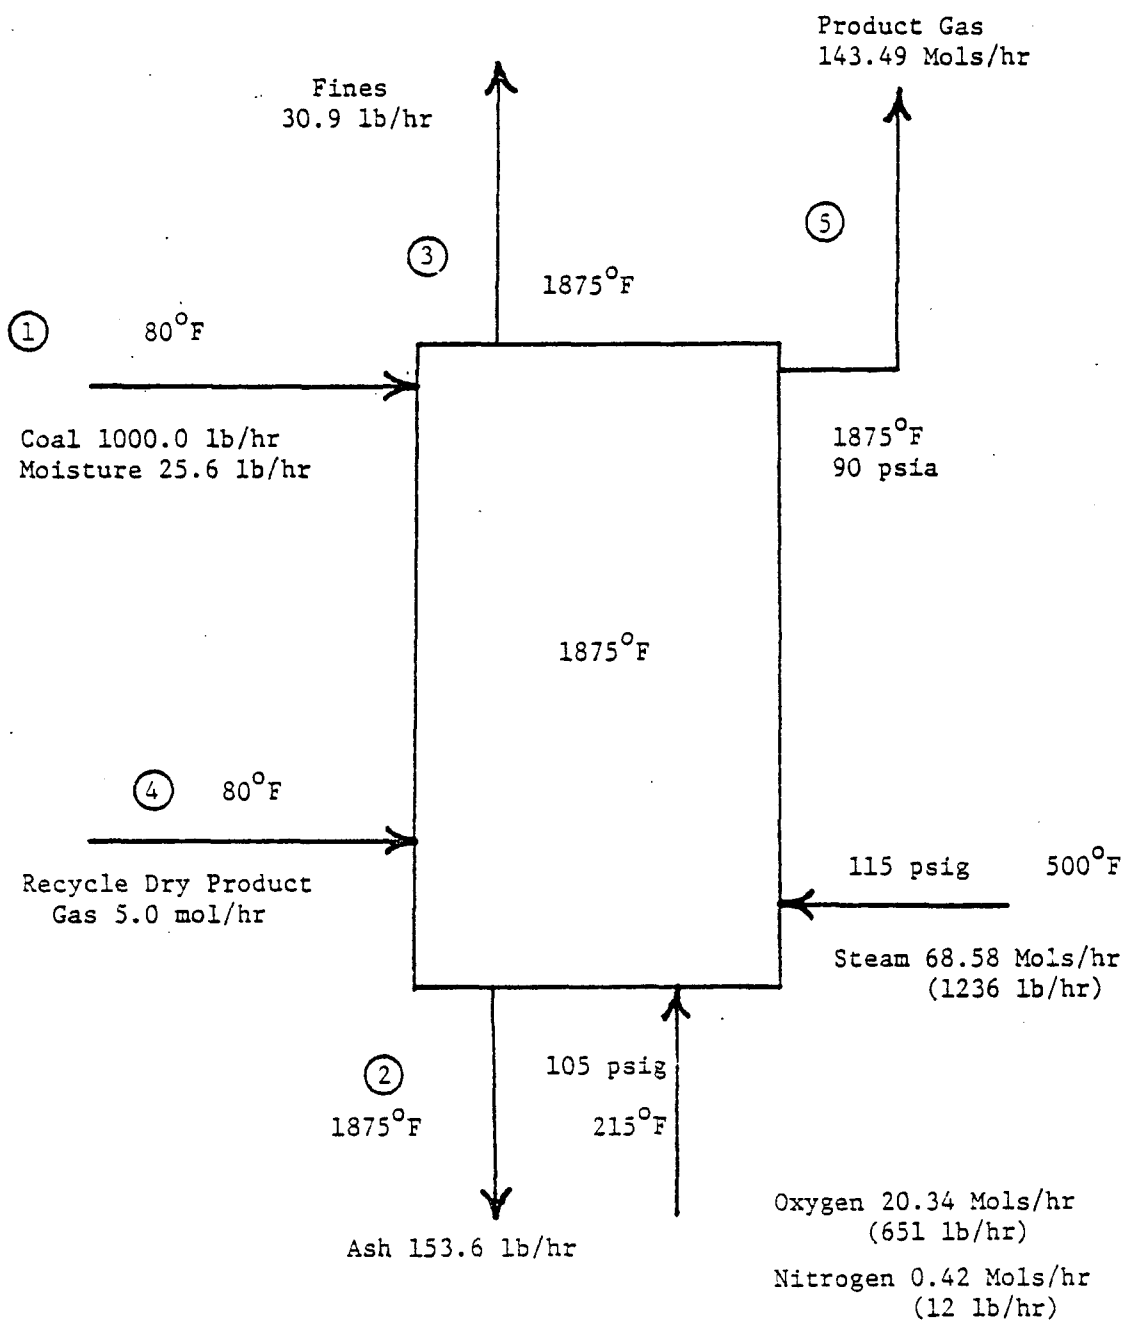 Product Gas
143.49 Mols/hr
Fines
30.9 lb/hr
5
3
1875°F
1
80°F
Coal 1000.0 lb/hr
Moisture 25.6 lb/hr
1875°F
90 psia
1875°F
4
80°F
Recycle Dry Product
Gas 5.0 mol/hr
115 psig 500°F
Steam 68.58 Mols/hr
(1236 lb/hr)
2
1875°F
105 psig
215°F
Ash 153.6 lb/hr
Oxygen 20.34 Mols/hr
(651 lb/hr)
Nitrogen 0.42 Mols/hr
(12 lb/hr)